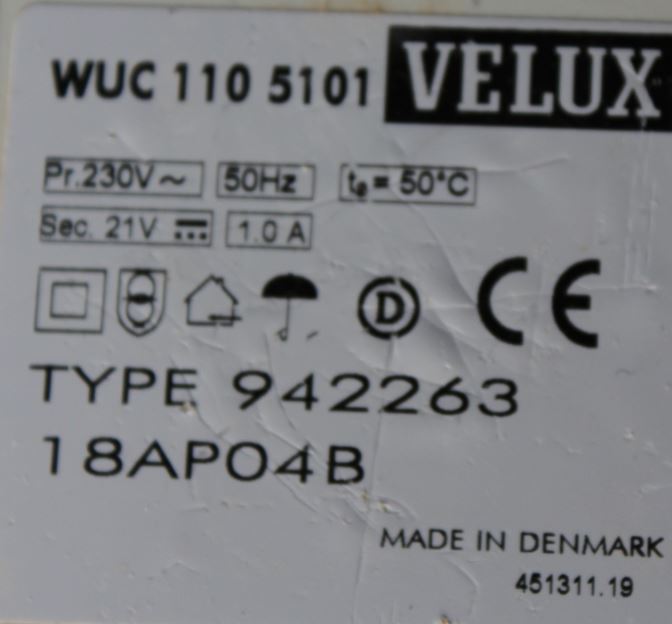 WUC 110 5101 VELUX
Pr.230V~ 50Hz ta = 50°C
Sec. 21V ⎓ 1.0 A
D CE
TYPE 942263
18AP04B
MADE IN DENMARK
451311.19